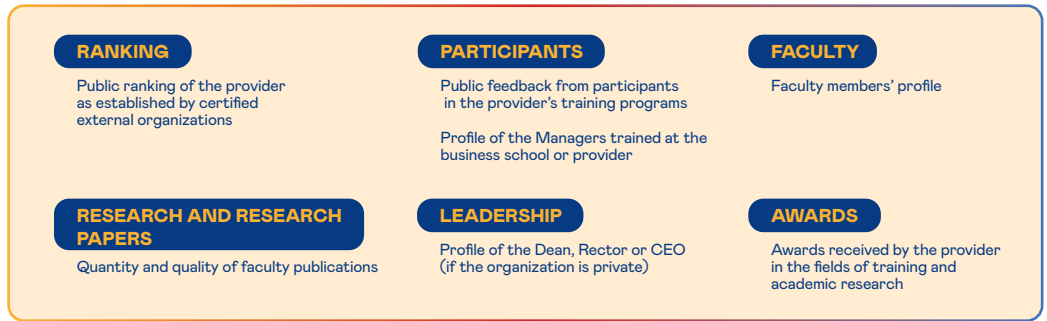 RANKING
Public ranking of the provider
as established by certified
external organizations
PARTICIPANTS
Public feedback from participants
in the provider's training programs
Profile of the Managers trained at the
business school or provider
FACULTY
Faculty members' profile
RESEARCH AND RESEARCH
PAPERS
Quantity and quality of faculty publications
LEADERSHIP
Profile of the Dean, Rector or CEO
(if the organization is private)
AWARDS
Awards received by the provider
in the fields of training and
academic research